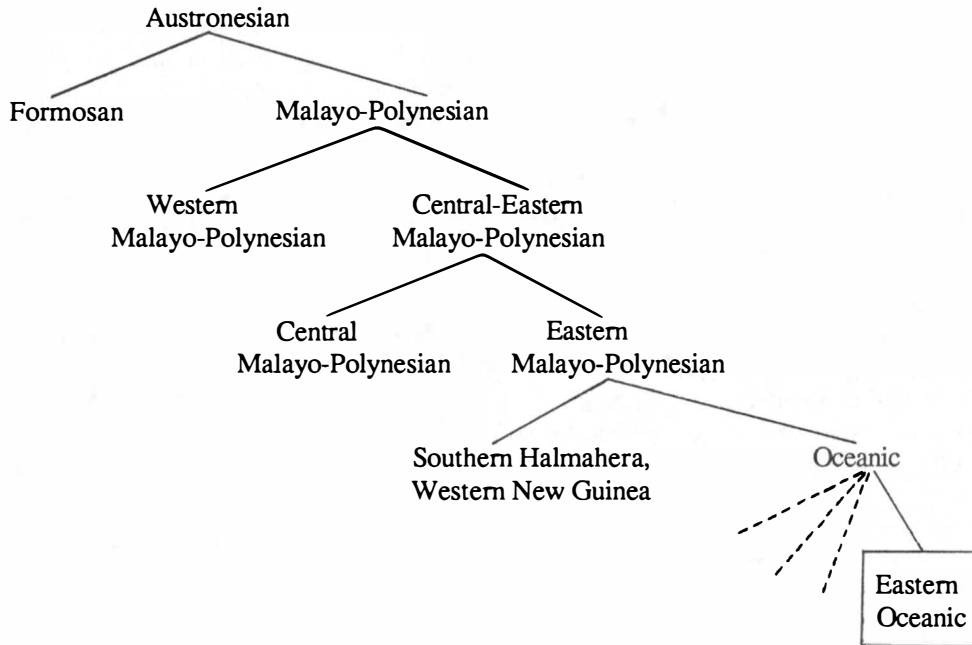 Austronesian
Formosan
Malayo-Polynesian
Western
Malayo-Polynesian
Central-Eastern
Malayo-Polynesian
Central
Malayo-Polynesian
Eastern
Malayo-Polynesian
Southern Halmahera,
Western New Guinea
Oceanic
Eastern
Oceanic